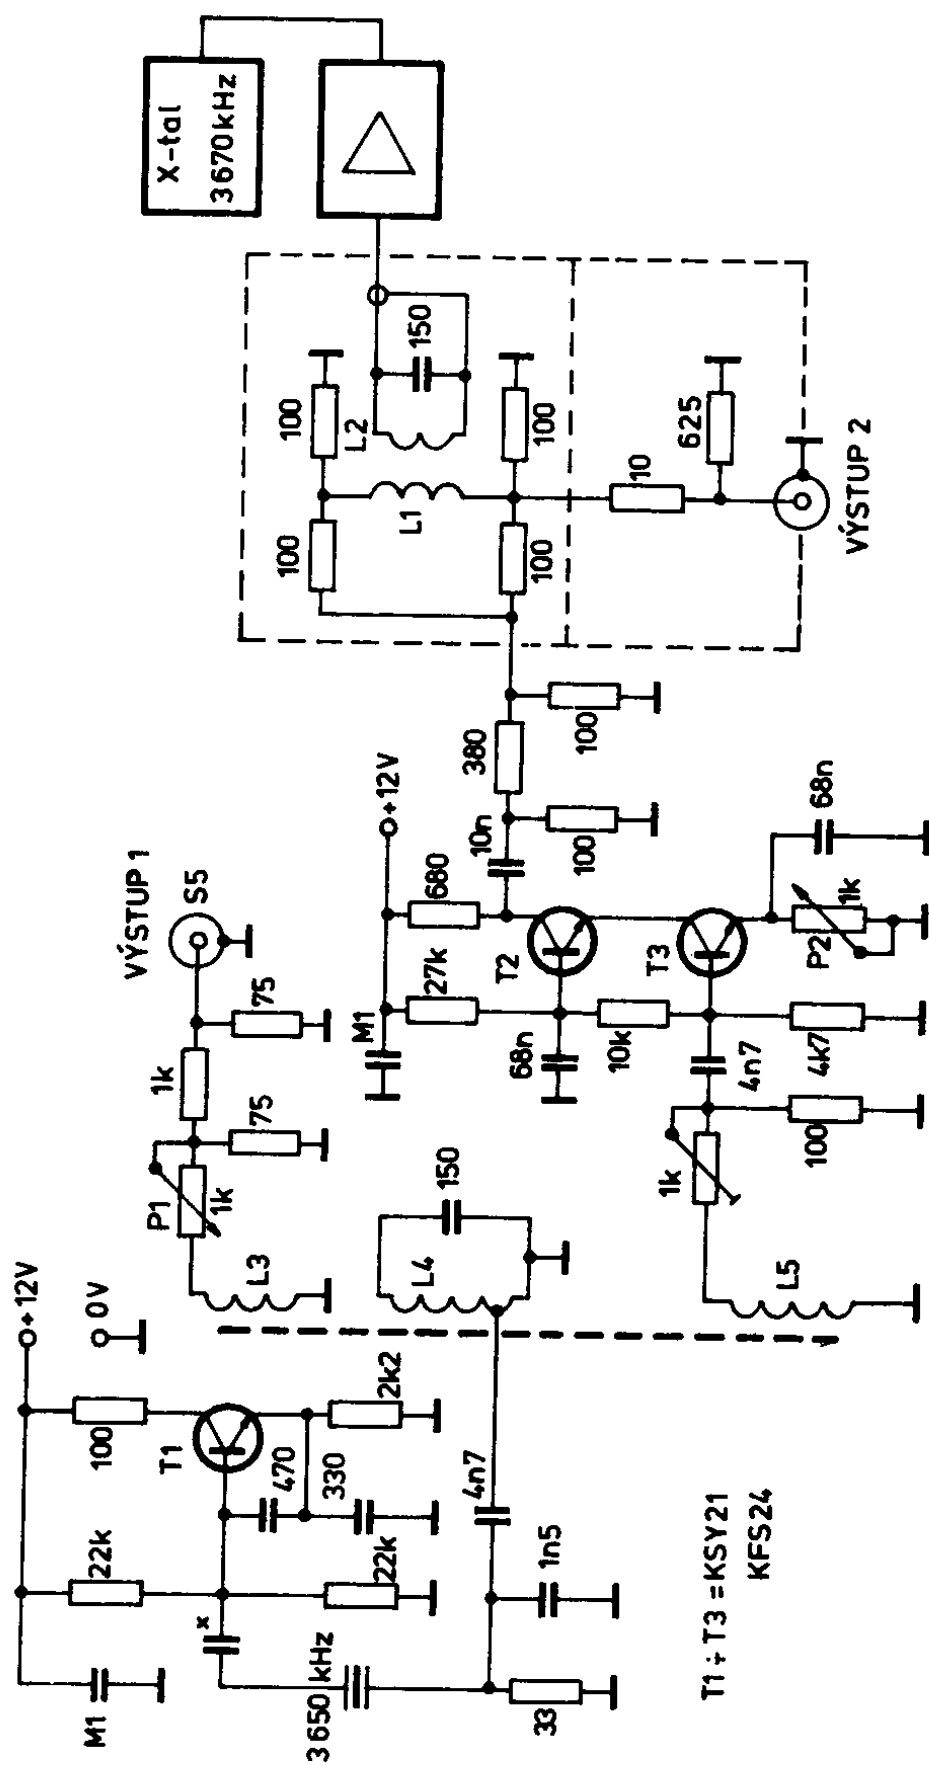 X-tal
3670kHz
100
L2
150
100
L1
100
100
10
625
VÝSTUP 2
380
100
+12V
10n
100
680
68n
1k
P2
T2
T3
27k
M1
68n
10k
4n7
4k7
100
1k
VÝSTUP 1
S5
75
1k
75
P1
1k
L3
L4
150
L5
+12V
0V
100
T1
470
330
2k2
22k
x
22k
M1
3650 kHz
4n7
1n5
33
T1 ÷ T3 = KSY21
KFS24